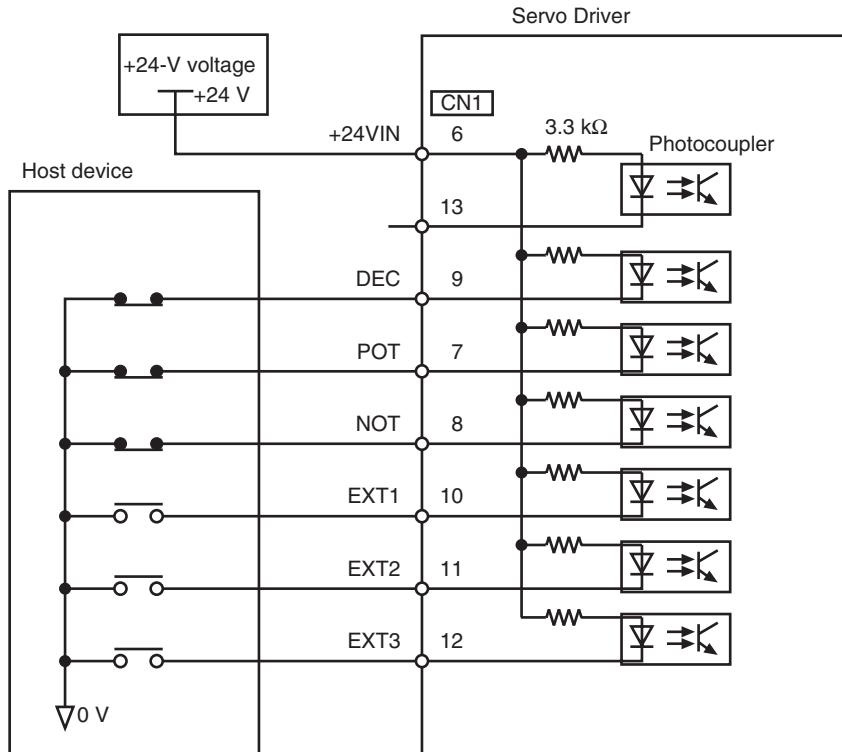 Servo Driver
+24-V voltage
+24 V
CN1
+24VIN
6
3.3 kΩ
Photocoupler
Host device
13
DEC
9
POT
7
NOT
8
EXT1
10
EXT2
11
EXT3
12
0 V